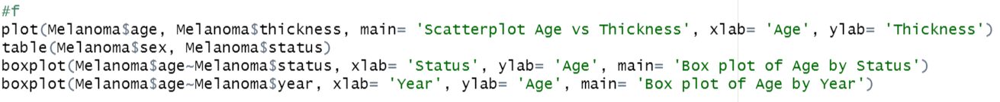 #f
plot(Melanoma$age, Melanoma$thickness, main= 'Scatterplot Age vs Thickness', xlab= 'Age', ylab= 'Thickness')
table(Melanoma$sex, Melanoma$status)
boxplot(Melanoma$age~Melanoma$status, xlab= 'Status', ylab= 'Age', main= 'Box plot of Age by Status')
boxplot(Melanoma$age~Melanoma$year, xlab= 'Year', ylab= 'Age', main= 'Box plot of Age by Year')